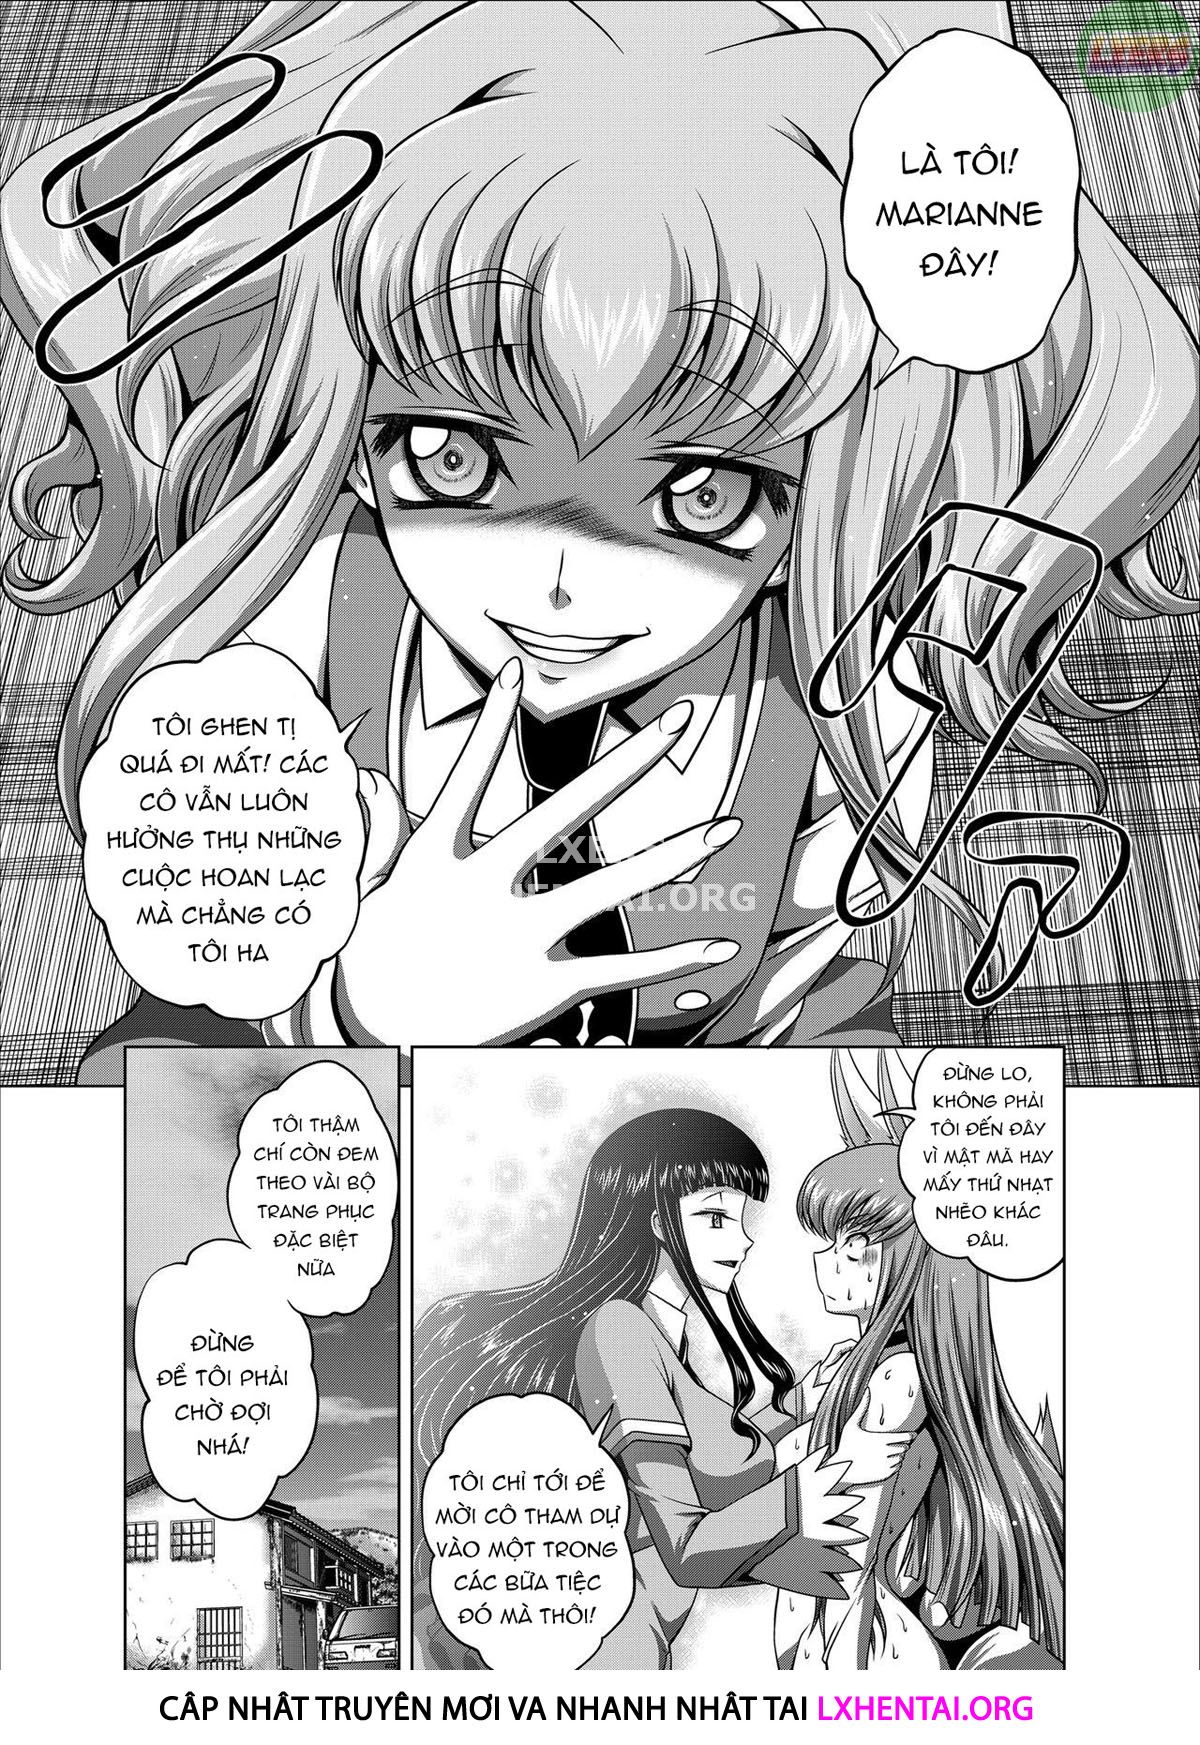 LÀ TÔI!
MARIANNE
ĐÂY!
TÔI GHEN TỊ
QUÁ ĐI MẤT! CÁC
CÔ VẪN LUÔN
HƯỞNG THỤ NHỮNG
CUỘC HOAN LẠC
MÀ CHẲNG CÓ
TÔI HA
ĐỪNG LO,
KHÔNG PHẢI
TÔI ĐẾN ĐÂY
VÌ MẬT MÃ HAY
MẤY THỨ NHẠT
NHẼO KHÁC
ĐÂU.
TÔI CHỈ TỚI ĐỂ
MỜI CÔ THAM DỰ
VÀO MỘT TRONG
CÁC BỮA TIỆC
ĐÓ MÀ THÔI!
TÔI THẬM
CHÍ CÒN ĐEM
THEO VÀI BỘ
TRANG PHỤC
ĐẶC BIỆT
NỮA
ĐỪNG
ĐỂ TÔI PHẢI
CHỜ ĐỢI
NHÁ!
CẬP NHẬT TRUYỆN MỚI VÀ NHANH NHẤT TẠI LXHENTAI.ORG